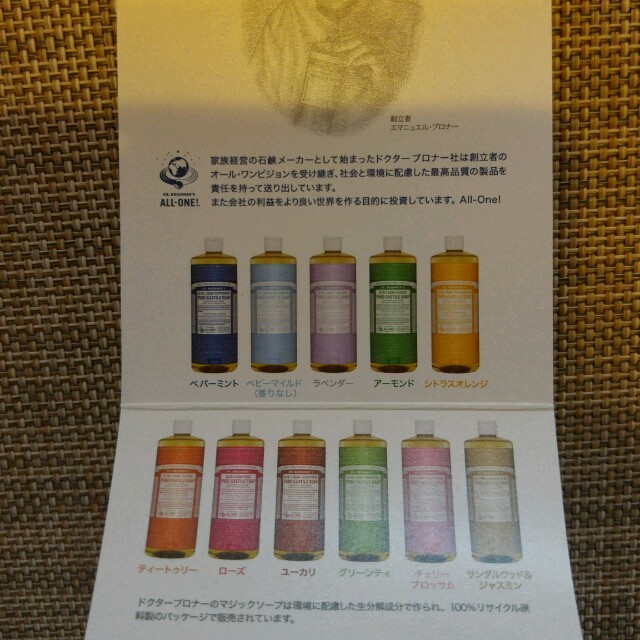 創立者
エマニュエル・ブロナー
家族経営の石鹸メーカーとして始まったドクター ブロナー社は創立者の
オール・ワンビジョンを受け継ぎ、社会と環境に配慮した最高品質の製品を
責任を持って送り出しています。
また会社の利益をより良い世界を作る目的に投資しています。All-One!
DR. BRONNER'S
ALL-ONE!
PURE-CASTILE SOAP
ペパーミント
ベビーマイルド
(香りなし)
ラベンダー
アーモンド
シトラスオレンジ
ティートゥリー
ローズ
ユーカリ
グリーンティ
チェリー
ブロッサム
サンダルウッド&
ジャスミン
ドクターブロナーのマジックソープは環境に配慮した生分解成分で作られ、100%リサイクル原
料製のパッケージで販売されています。